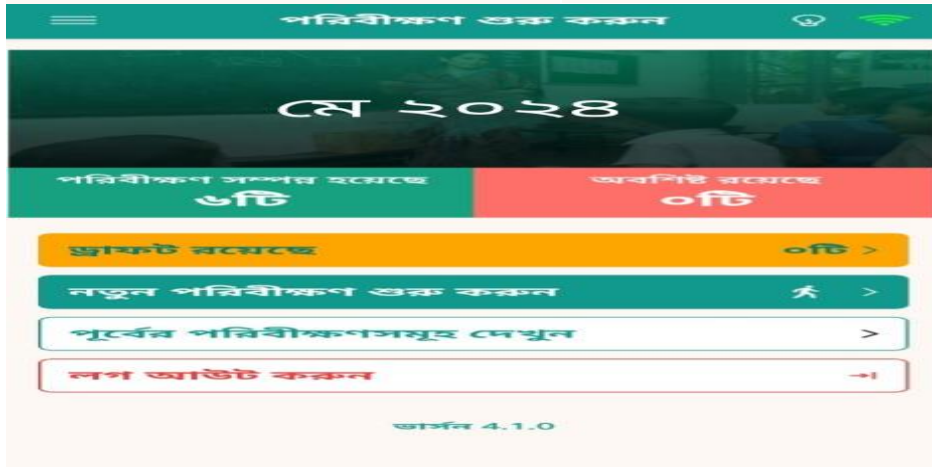 পরিবীক্ষণ শুরু করুন
মে ২০২৪
পরিবীক্ষণ সম্পন্ন হয়েছে
৬টি
অবশিষ্ট রয়েছে
০টি
ড্রাফট রয়েছে ০টি >
নতুন পরিবীক্ষণ শুরু করুন >
পূর্বের পরিবীক্ষণসমূহ দেখুন >
লগ আউট করুন
ভার্সন 4.1.0